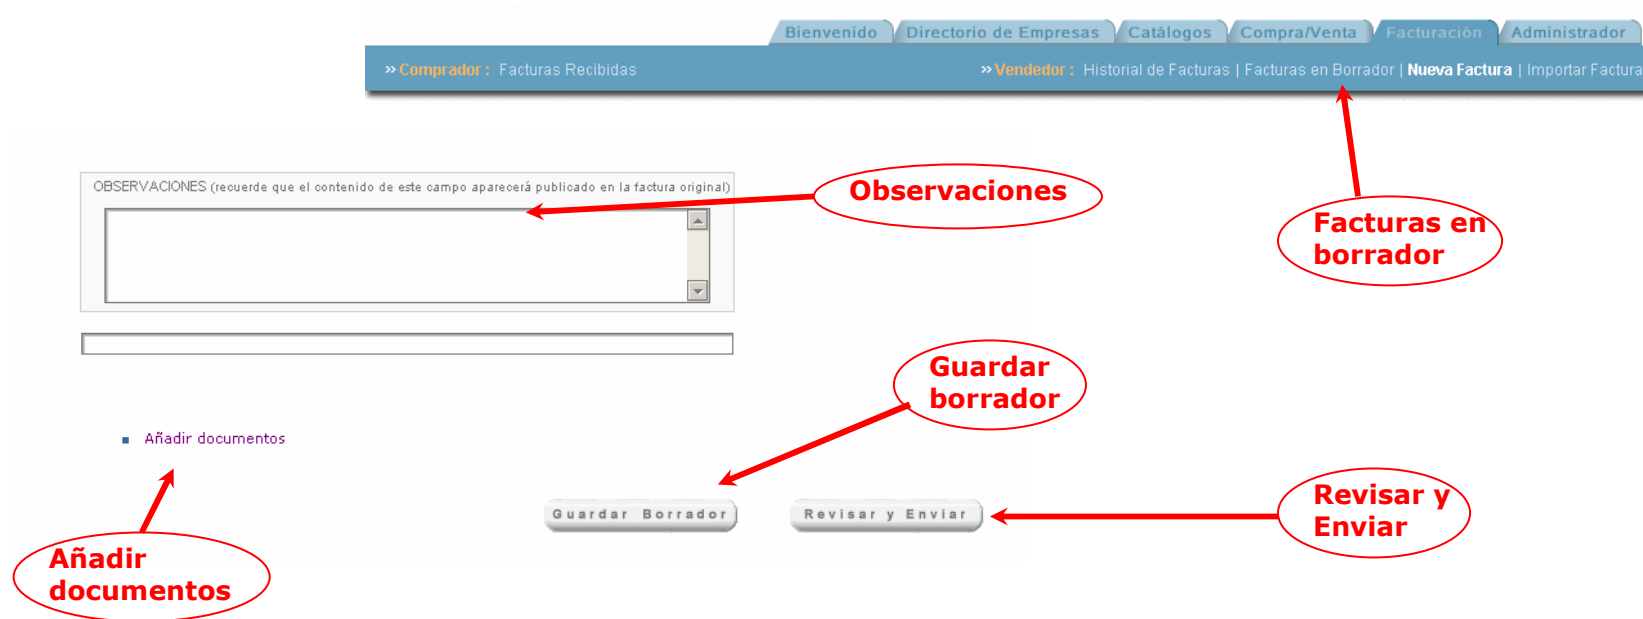 Bienvenido Directorio de Empresas Catálogos Compra/Venta Facturación Administrador
»Comprador : Facturas Recibidas »Vendedor : Historial de Facturas | Facturas en Borrador | Nueva Factura | Importar Factura
OBSERVACIONES (recuerde que el contenido de este campo aparecerá publicado en la factura original)
Observaciones
Facturas en
borrador
Guardar
borrador
Añadir documentos
Guardar Borrador
Revisar y Enviar
Revisar y
Enviar
Añadir
documentos